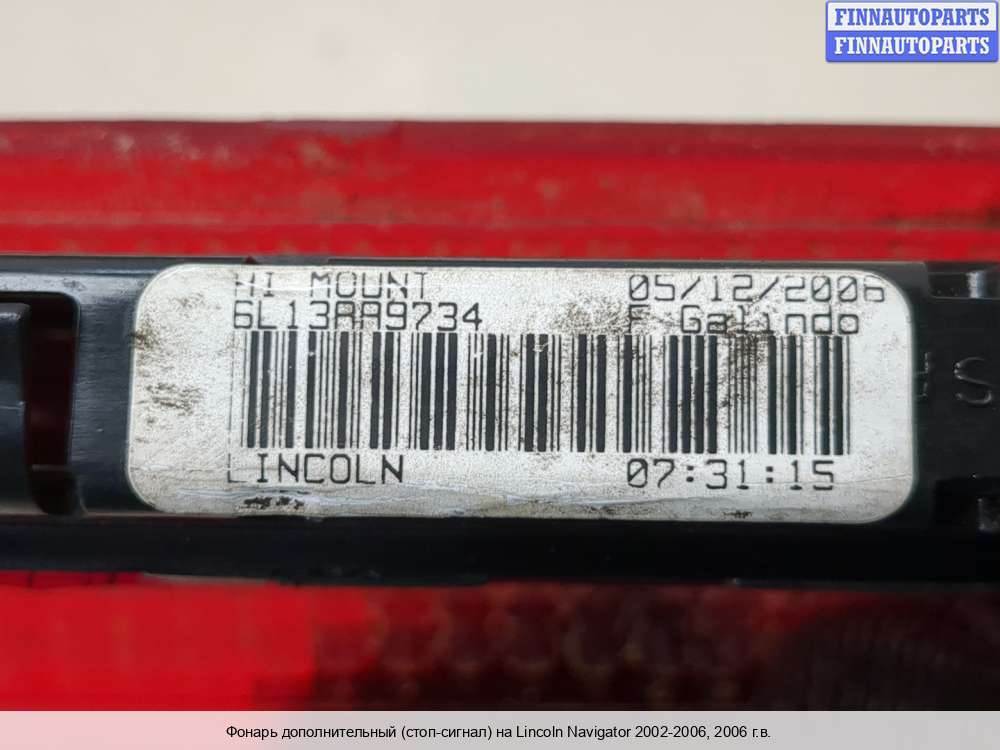 FINNAUTOPARTS
FINNAUTOPARTS
HI MOUNT 05/12/2006
6L13AA9734 F Galindo
LINCOLN 07:31:15
Фонарь дополнительный (стоп-сигнал) на Lincoln Navigator 2002-2006, 2006 г.в.